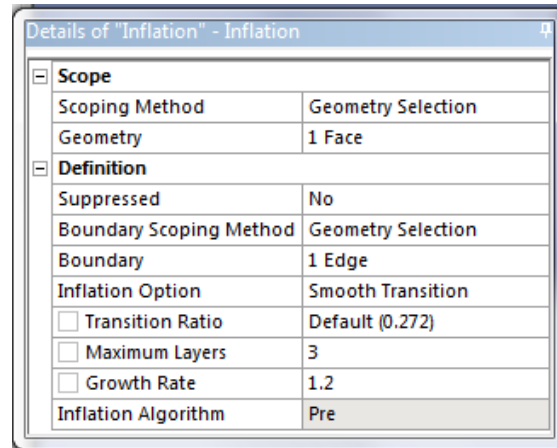 Details of "Inflation" - Inflation
Scope
Scoping Method Geometry Selection
Geometry 1 Face
Definition
Suppressed No
Boundary Scoping Method Geometry Selection
Boundary 1 Edge
Inflation Option Smooth Transition
Transition Ratio Default (0.272)
Maximum Layers 3
Growth Rate 1.2
Inflation Algorithm Pre